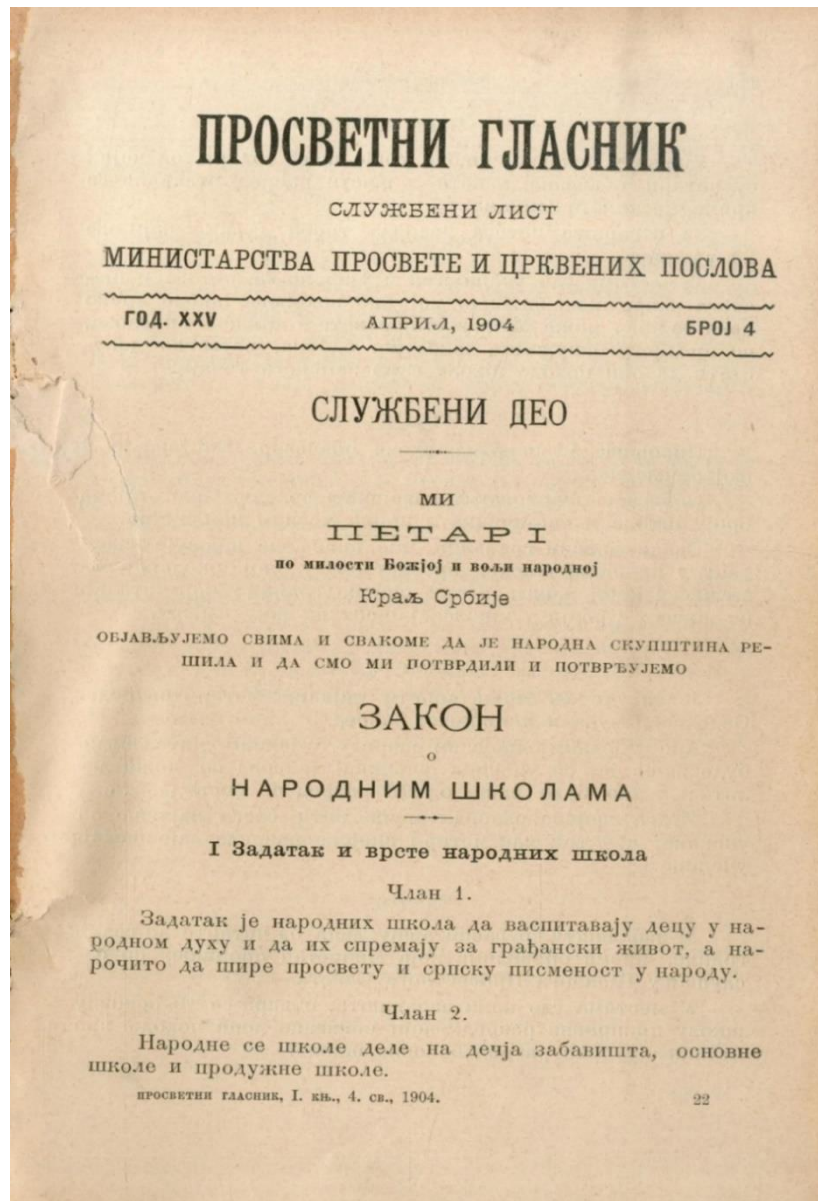 ПРОСВЕТНИ ГЛАСНИК
СЛУЖБЕНИ ЛИСТ
МИНИСТАРСТВА ПРОСВЕТЕ И ЦРКВЕНИХ ПОСЛОВА
ГОД. XXV АПРИЛ, 1904 БРОЈ 4
СЛУЖБЕНИ ДЕО
МИ
ПЕТАР I
по милости Божјој и вољи народној
Краљ Србије
ОБЈАВЉУЈЕМО СВИМА И СВАКОМЕ ДА ЈЕ НАРОДНА СКУПШТИНА РЕ-
ШИЛА И ДА СМО МИ ПОТВРДИЛИ И ПОТВРЂУЈЕМО
ЗАКОН
О
НАРОДНИМ ШКОЛАМА
I Задатак и врсте народних школа
Члан 1.
Задатак је народних школа да васпитавају децу у на-
родном духу и да их спремају за грађански живот, а на-
рочито да шире просвету и српску писменост у народу.
Члан 2.
Народне се школе деле на дечја забавишта, основне
школе и продужне школе.
ПРОСВЕТНИ ГЛАСНИК, I. књ., 4. св., 1904. 22